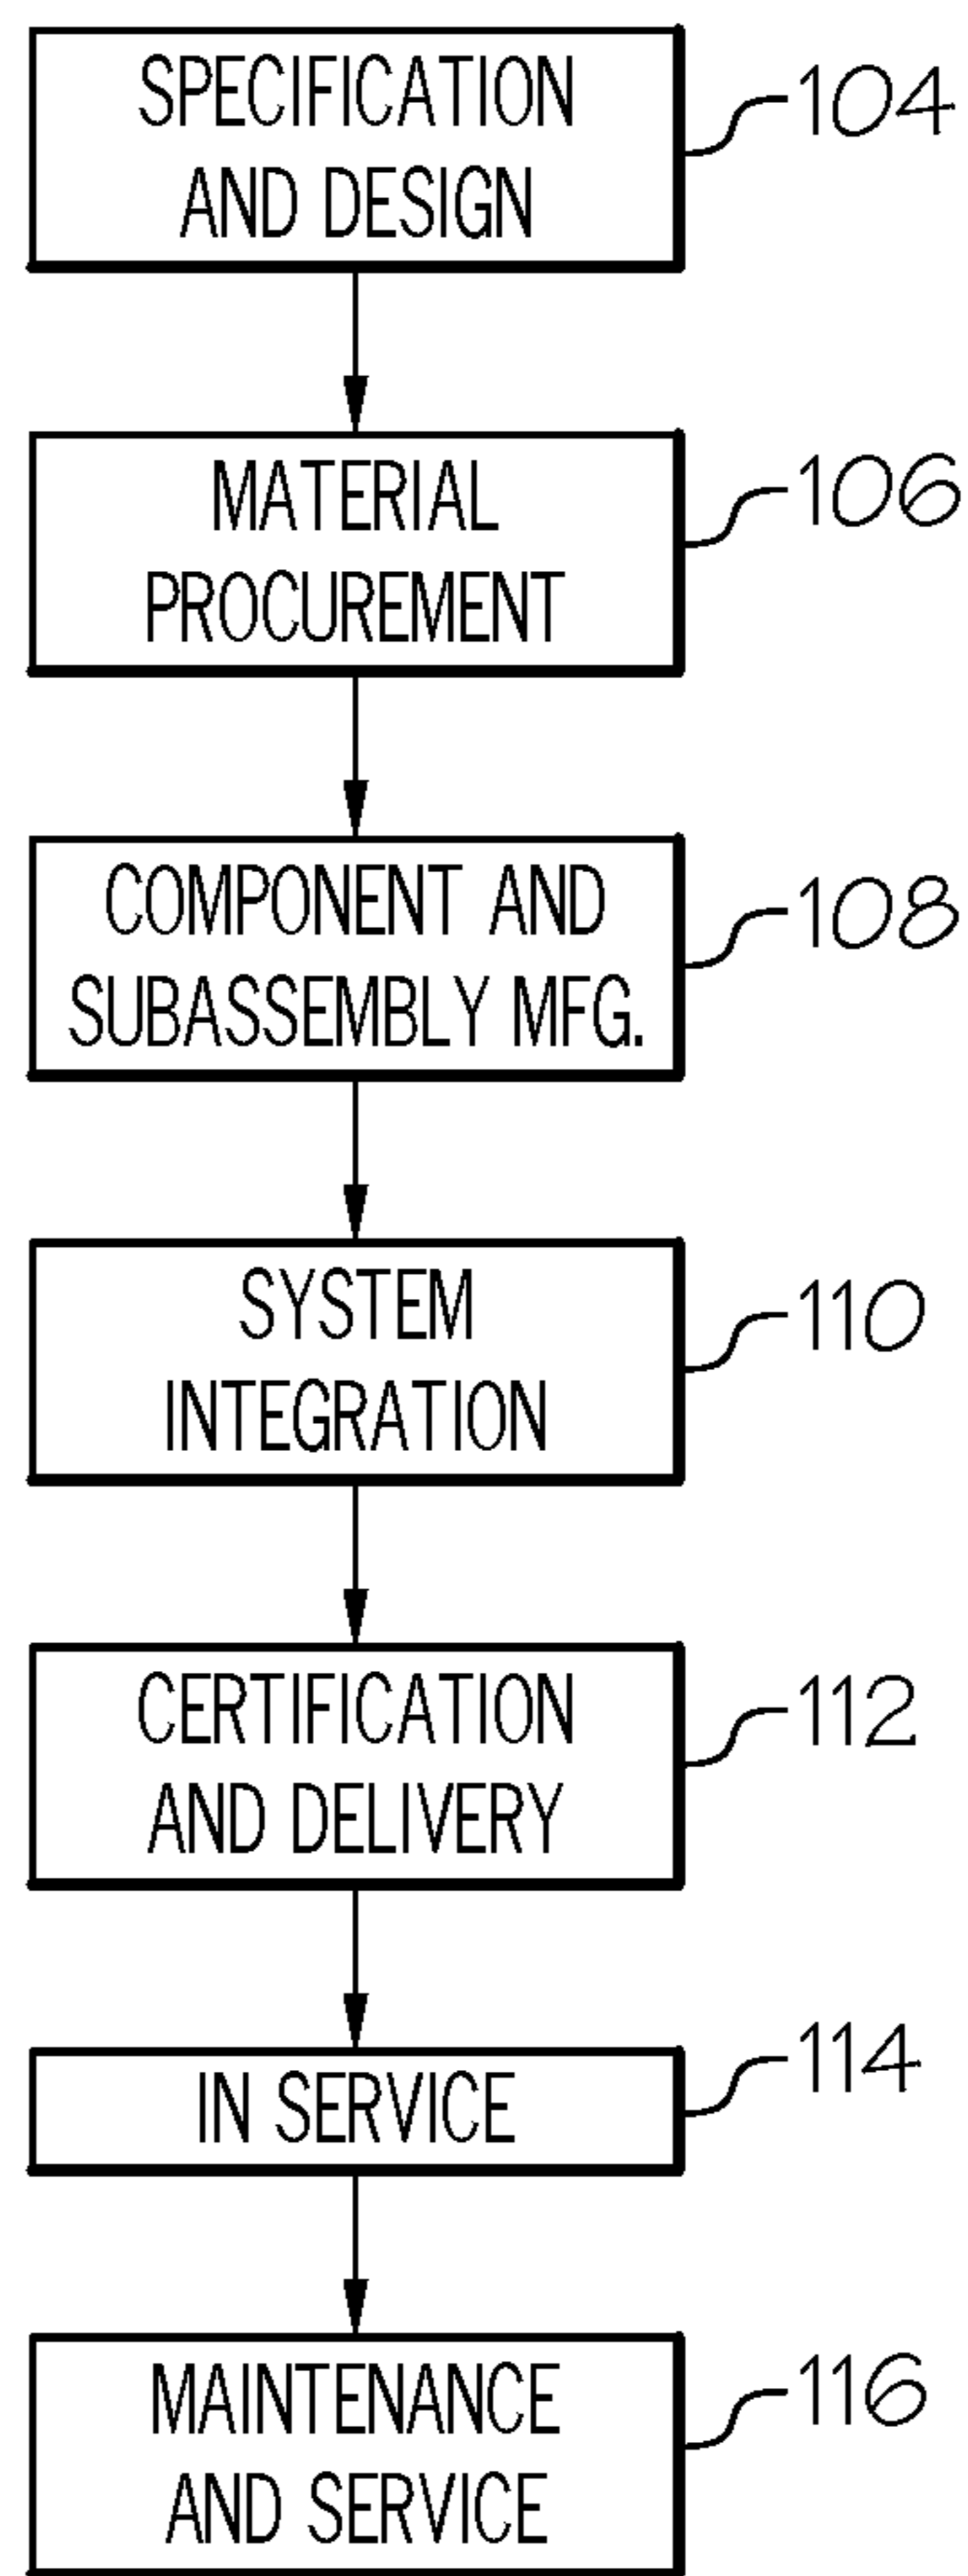 SPECIFICATION
AND DESIGN
104
MATERIAL
PROCUREMENT
106
COMPONENT AND
SUBASSEMBLY MFG.
108
SYSTEM
INTEGRATION
110
CERTIFICATION
AND DELIVERY
112
IN SERVICE
114
MAINTENANCE
AND SERVICE
116